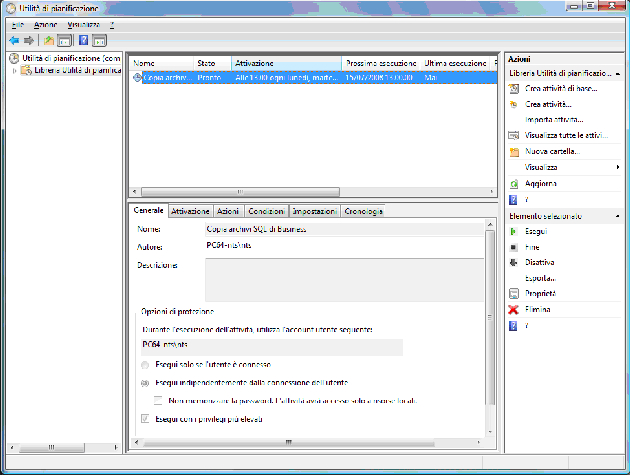 Utilità di pianificazione
File Azione Visualizza ?
Utilità di pianificazione (com
Libreria Utilità di pianifica
Nome Stato Attivazione Prossima esecuzione Ultima esecuzione
Copia archivi... Pronto Alle 13.00 ogni lunedì, marte... 15/07/2008 13.00.00 Mai
Generale Attivazione Azioni Condizioni Impostazioni Cronologia
Nome: Copia archivi SQL di Business
Autore: PC64-nts\nts
Descrizione:
Opzioni di protezione
Durante l'esecuzione dell'attività, utilizza l'account utente seguente:
PC64-nts\nts
Esegui solo se l'utente è connesso
Esegui indipendentemente dalla connessione dell'utente
Non memorizzare la password. L'attività avrà accesso solo a risorse locali.
Esegui con i privilegi più elevati
Azioni
Libreria Utilità di pianificazio...
Crea attività di base...
Crea attività...
Importa attività...
Visualizza tutte le attivi...
Nuova cartella...
Visualizza
Aggiorna
?
Elemento selezionato
Esegui
Fine
Disattiva
Esporta...
Proprietà
Elimina
?